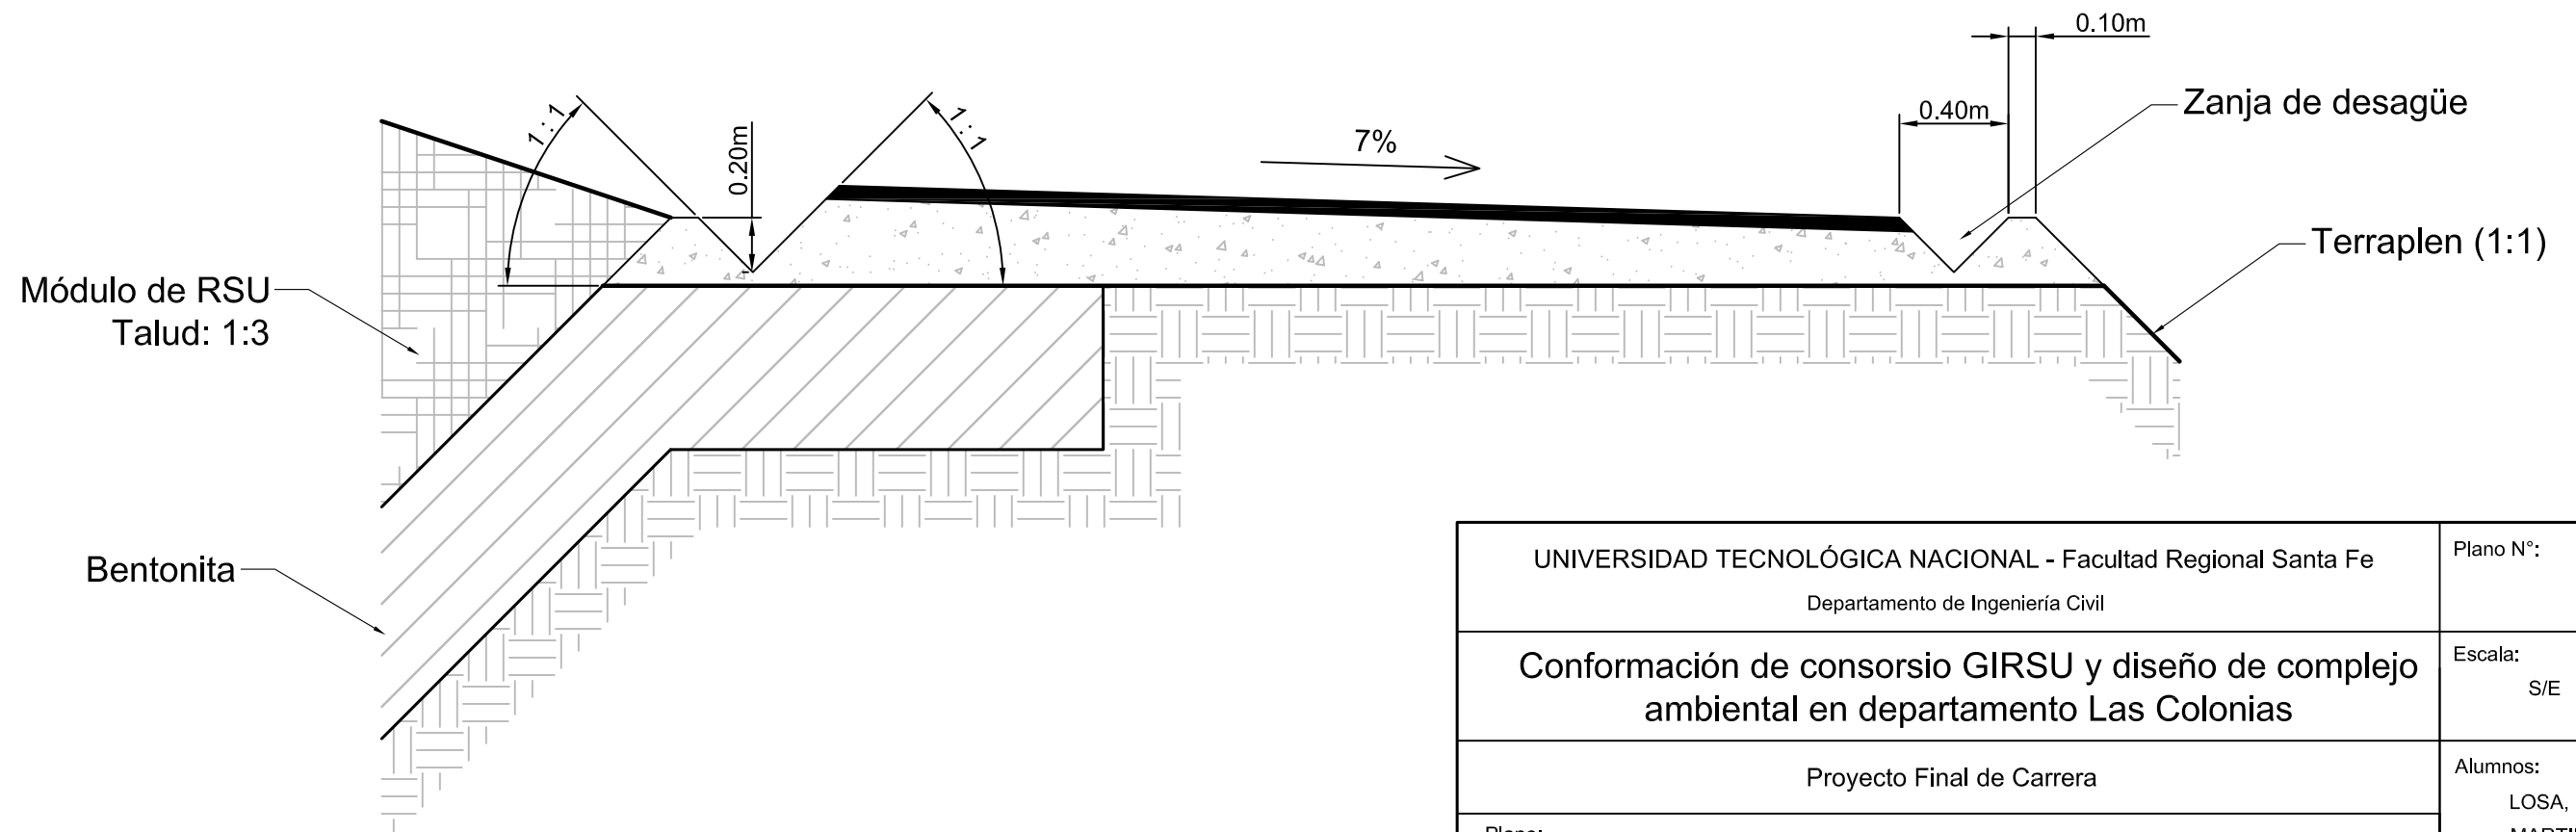 0.10m
1:1
1:1
0.20m
7%
0.40m
Zanja de desagüe
Terraplen (1:1)
Módulo de RSU
Talud: 1:3
Bentonita
UNIVERSIDAD TECNOLÓGICA NACIONAL - Facultad Regional Santa Fe
Departamento de Ingeniería Civil
Plano N°:
Conformación de consorsio GIRSU y diseño de complejo
ambiental en departamento Las Colonias
Escala:
S/E
Proyecto Final de Carrera
Alumnos:
LOSA,
Plano: